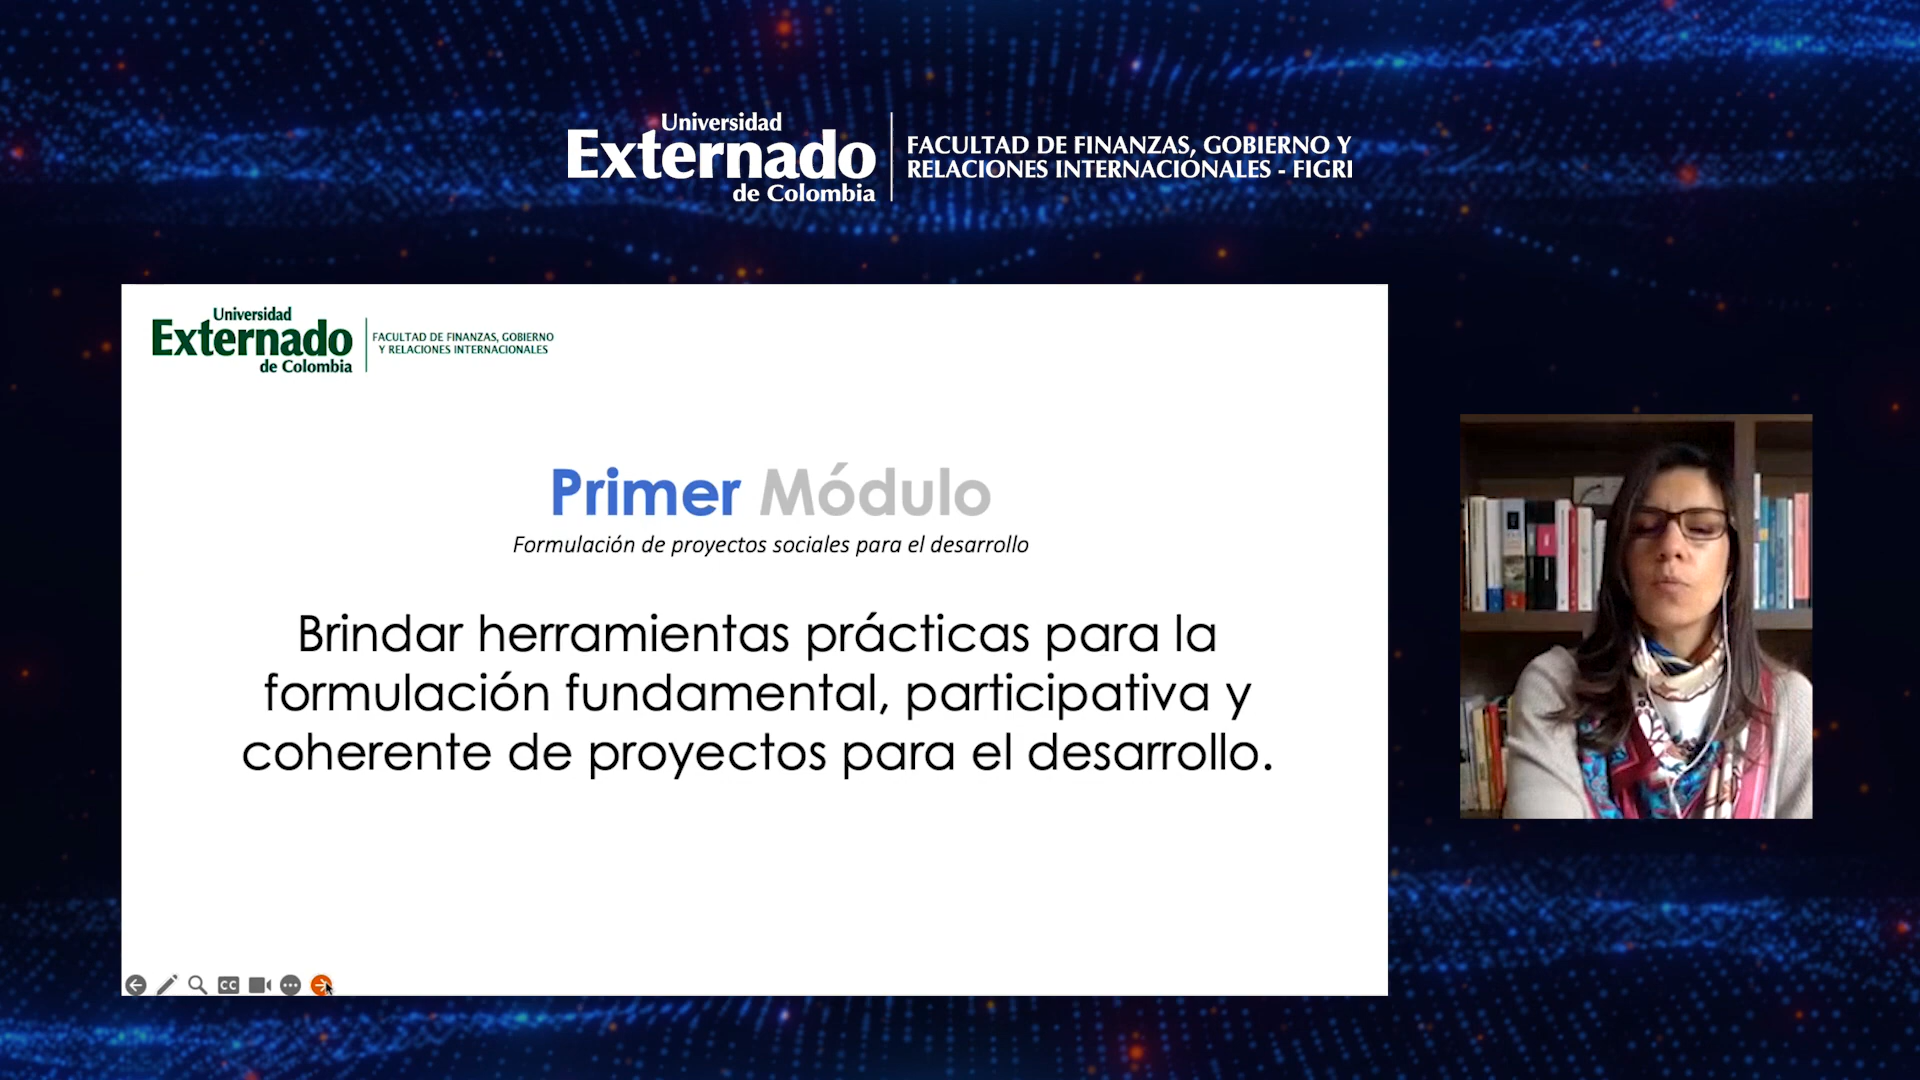 Universidad
Externado
de Colombia
FACULTAD DE FINANZAS, GOBIERNO Y
RELACIONES INTERNACIONALES - FIGRI
Universidad
Externado
de Colombia
FACULTAD DE FINANZAS, GOBIERNO
Y RELACIONES INTERNACIONALES
Primer Módulo
Formulación de proyectos sociales para el desarrollo
Brindar herramientas prácticas para la
formulación fundamental, participativa y
coherente de proyectos para el desarrollo.
CC